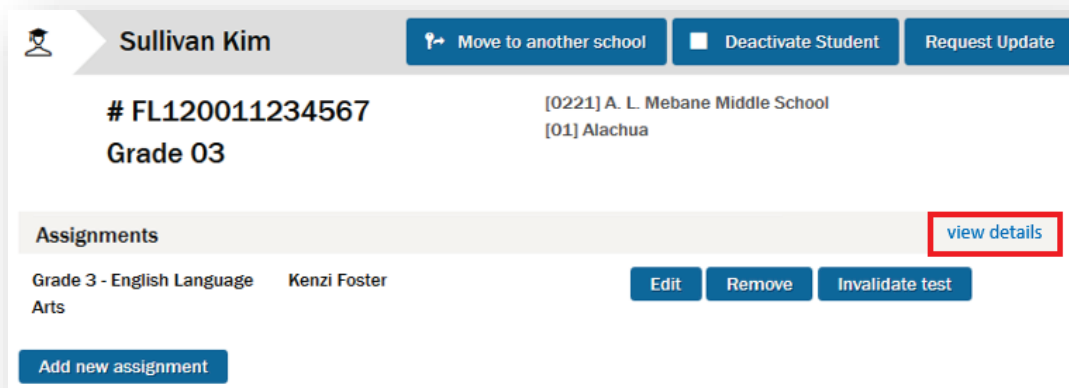 Sullivan Kim
Move to another school
Deactivate Student
Request Update
# FL120011234567
Grade 03
[0221] A. L. Mebane Middle School
[01] Alachua
Assignments
view details
Grade 3 - English Language
Arts
Kenzi Foster
Edit
Remove
Invalidate test
Add new assignment